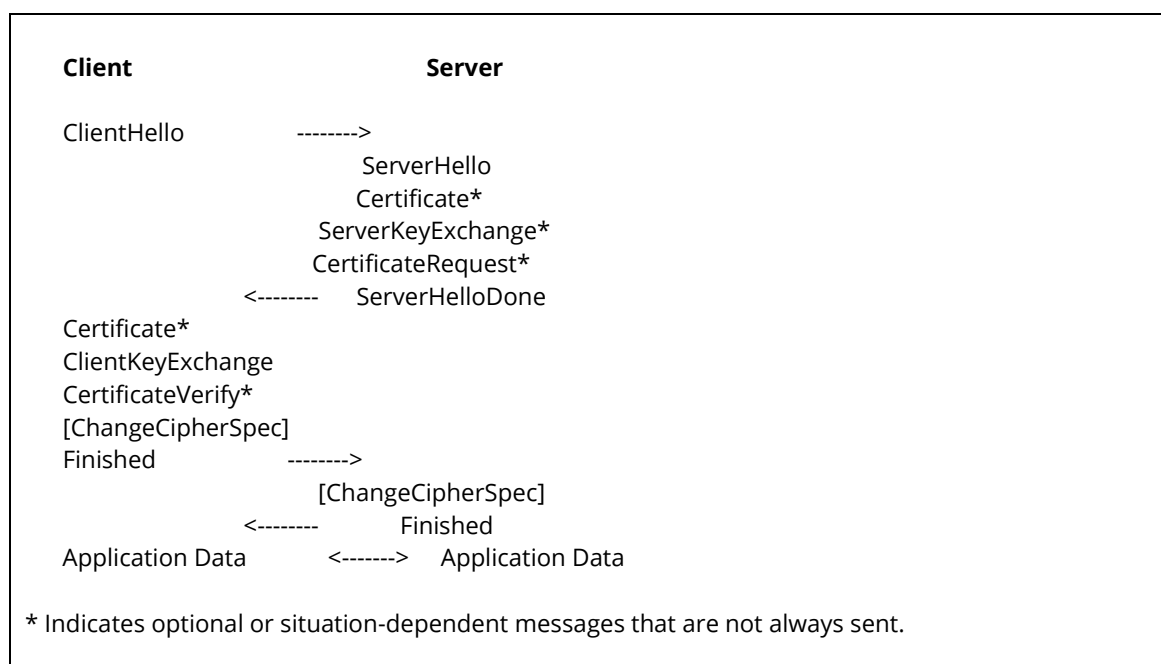 Client Server
ClientHello -------->
ServerHello
Certificate*
ServerKeyExchange*
CertificateRequest*
<-------- ServerHelloDone
Certificate*
ClientKeyExchange
CertificateVerify*
[ChangeCipherSpec]
Finished -------->
[ChangeCipherSpec]
<-------- Finished
Application Data <-------> Application Data
* Indicates optional or situation-dependent messages that are not always sent.